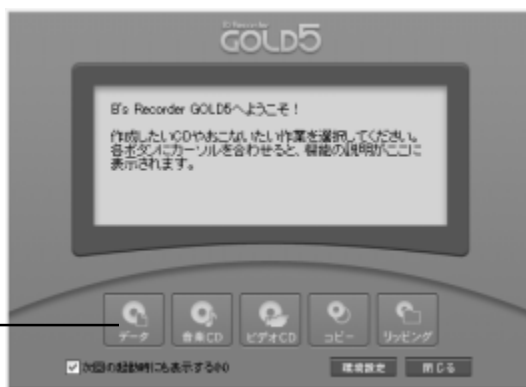 B's Recorder
GOLD5
B's Recorder GOLD5へようこそ！
作成したいCDやおこないたい作業を選択してください。
各ボタンにカーソルを合わせると、機能の説明がここに
表示されます。
データ
音楽CD
ビデオCD
コピー
リッピング
次回の起動時にも表示する(N)
環境設定
閉じる